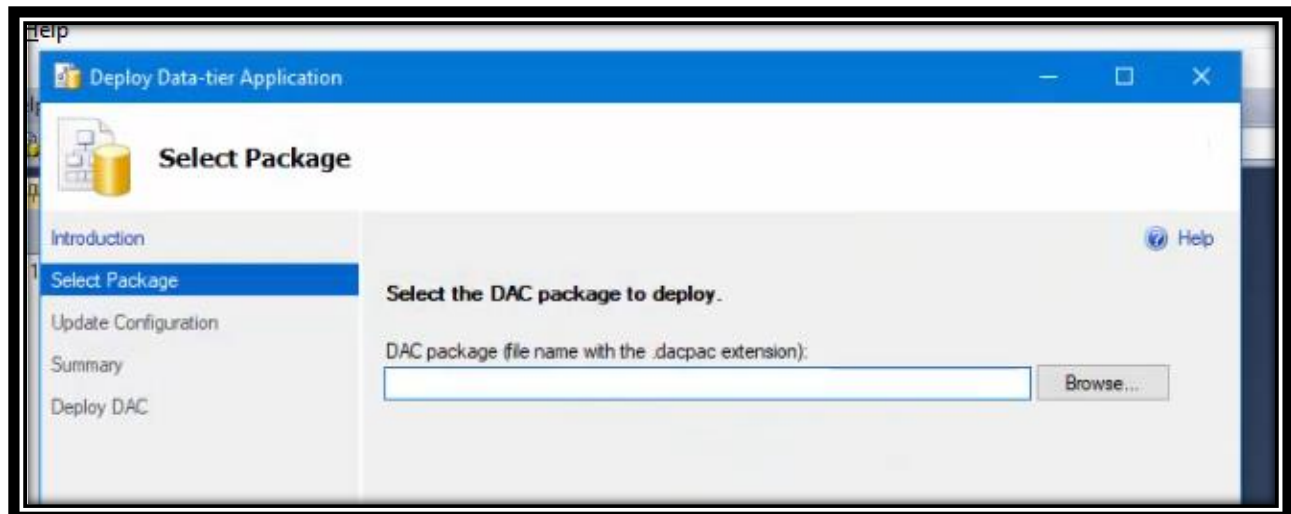 Help
Deploy Data-tier Application
Select Package
Introduction
Help
Select Package
Select the DAC package to deploy.
Update Configuration
DAC package (file name with the .dacpac extension):
Summary
Browse...
Deploy DAC